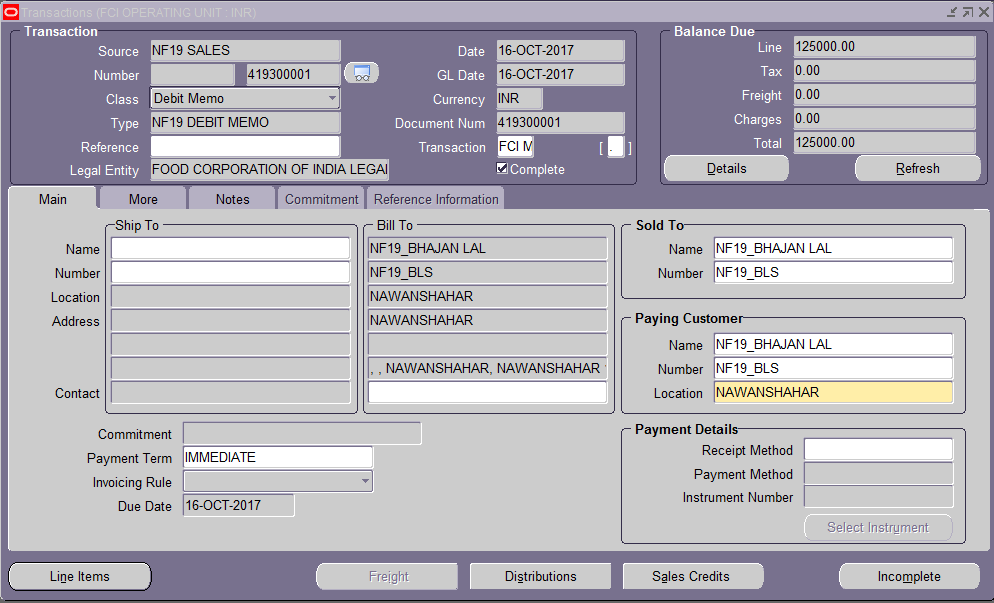 Transactions (FCI OPERATING UNIT : INR)
Transaction
Source NF19 SALES
Number 419300001
Class Debit Memo
Type NF19 DEBIT MEMO
Reference
Legal Entity FOOD CORPORATION OF INDIA LEGAI
Date 16-OCT-2017
GL Date 16-OCT-2017
Currency INR
Document Num 419300001
Transaction FCI M [ . ]
Complete
Balance Due
Line 125000.00
Tax 0.00
Freight 0.00
Charges 0.00
Total 125000.00
Details Refresh
Main More Notes Commitment Reference Information
Ship To
Name
Number
Location
Address
Contact
Bill To
NF19_BHAJAN LAL
NF19_BLS
NAWANSHAHAR
NAWANSHAHAR
, , NAWANSHAHAR, NAWANSHAHAR
Sold To
Name NF19_BHAJAN LAL
Number NF19_BLS
Paying Customer
Name NF19_BHAJAN LAL
Number NF19_BLS
Location NAWANSHAHAR
Commitment
Payment Term IMMEDIATE
Invoicing Rule
Due Date 16-OCT-2017
Payment Details
Receipt Method
Payment Method
Instrument Number
Select Instrument
Line Items Freight Distributions Sales Credits Incomplete